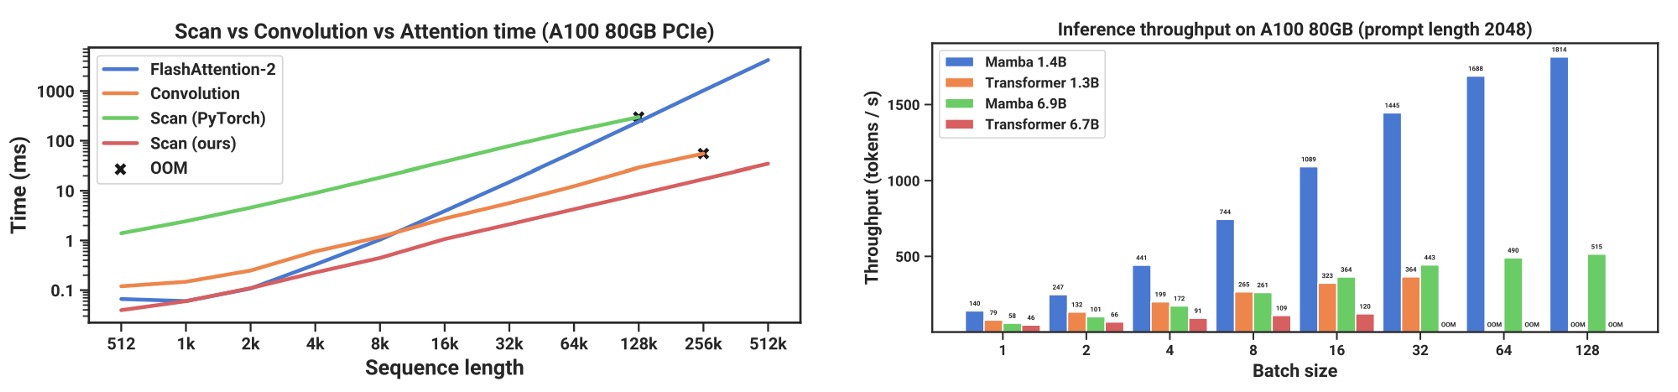 Scan vs Convolution vs Attention time (A100 80GB PCIe)
FlashAttention-2
Convolution
Scan (PyTorch)
Scan (ours)
OOM
Time (ms)
1000
100
10
1
0.1
512 1k 2k 4k 8k 16k 32k 64k 128k 256k 512k
Sequence length
Inference throughput on A100 80GB (prompt length 2048)
Mamba 1.4B
Transformer 1.3B
Mamba 6.9B
Transformer 6.7B
Throughput (tokens / s)
1500
1000
500
140 79 58 46
247 132 101 66
441 199 172 91
744 265 261 109
1089 323 364 120
1445 364 443 OOM
1688 OOM 490 OOM
1814 OOM 515 OOM
1 2 4 8 16 32 64 128
Batch size